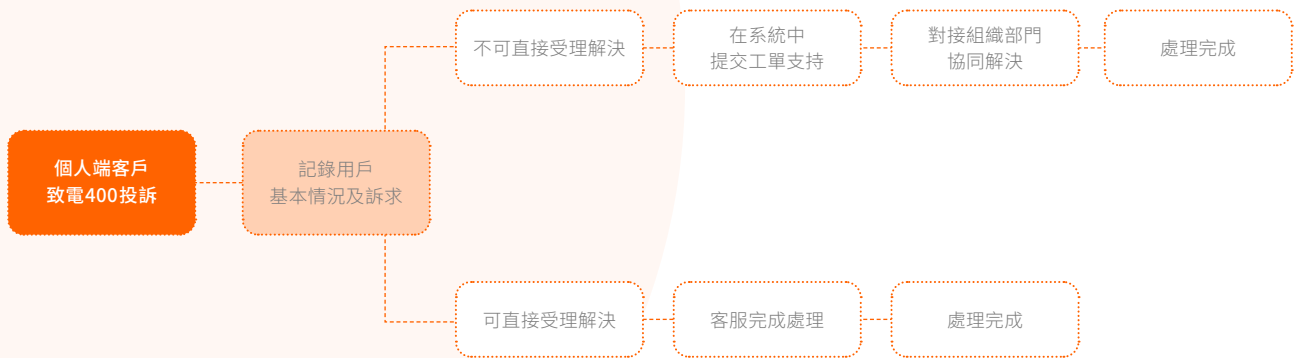 個人端客戶
致電400投訴
記錄用戶
基本情況及訴求
不可直接受理解決
在系統中
提交工單支持
對接組織部門
協同解決
處理完成
可直接受理解決
客服完成處理
處理完成